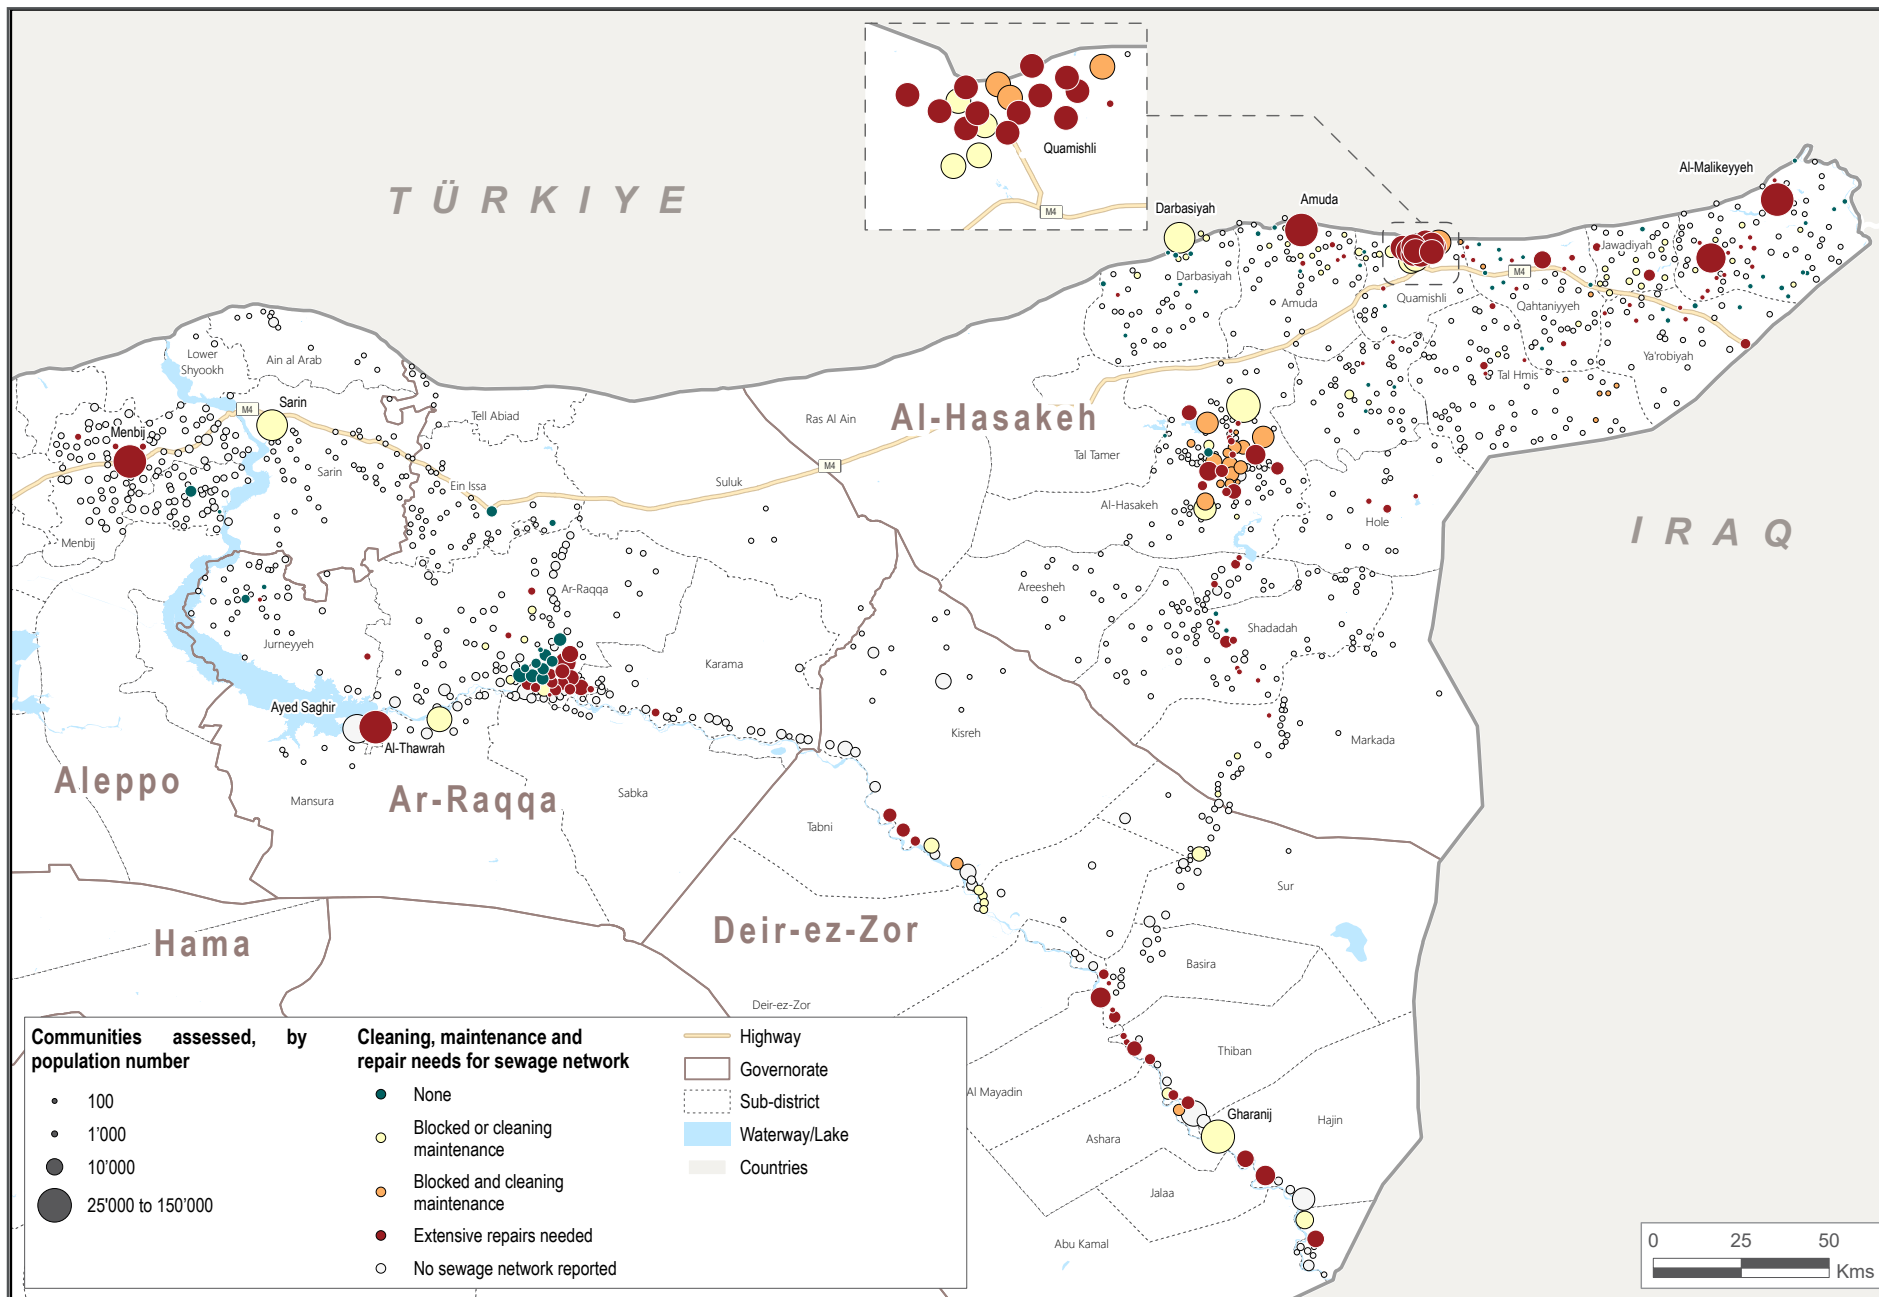 TÜRKIYE
Quamishli
M4
Al-Malikeyyeh
Amuda
Darbasiyah
Jawadiyah
Darbasiyah
M4
Amuda
Quamishli
Qahtaniyyeh
Ya'robiyah
Tal Hmis
Lower
Shyookh
Ain al Arab
Sarin
M4
Tell Abiad
Ras Al Ain
Al-Hasakeh
Menbij
Tal Tamer
Sarin
M4
Ein Issa
Suluk
Al-Hasakeh
Hole
IRAQ
Menbij
Ar-Raqqa
Areesheh
Shadadah
Jurneyyeh
Karama
Ayed Saghir
Al-Thawrah
Kisreh
Markada
Aleppo
Mansura
Ar-Raqqa
Sabka
Tabni
Sur
Hama
Deir-ez-Zor
Basira
Deir-ez-Zor
Thiban
Al Mayadin
Gharanij
Hajin
Ashara
Jalaa
Abu Kamal
Communities assessed, by
population number
100
1'000
10'000
25'000 to 150'000
Cleaning, maintenance and
repair needs for sewage network
None
Blocked or cleaning
maintenance
Blocked and cleaning
maintenance
Extensive repairs needed
No sewage network reported
Highway
Governorate
Sub-district
Waterway/Lake
Countries
0 25 50
Kms